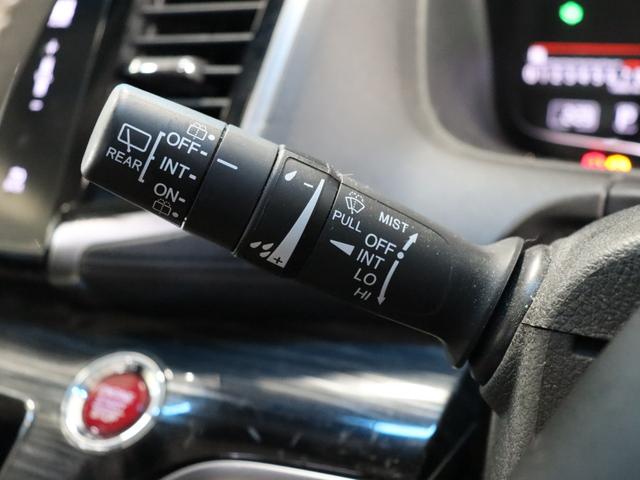 REAR
OFF
INT
ON
PULL
MIST
OFF
INT
LO
HI